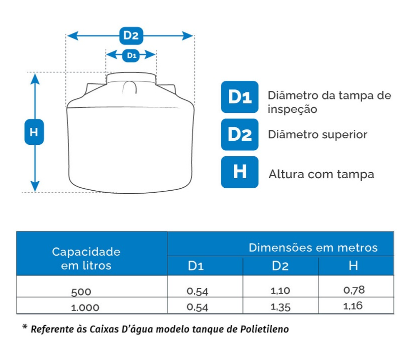 D2
D1
H
D1 Diâmetro da tampa de
inspeção
D2 Diâmetro superior
H Altura com tampa
Capacidade
em litros
Dimensões em metros
D1 D2 H
500 0,54 1,10 0,78
1.000 0,54 1,35 1,16
* Referente às Caixas D'água modelo tanque de Polietileno